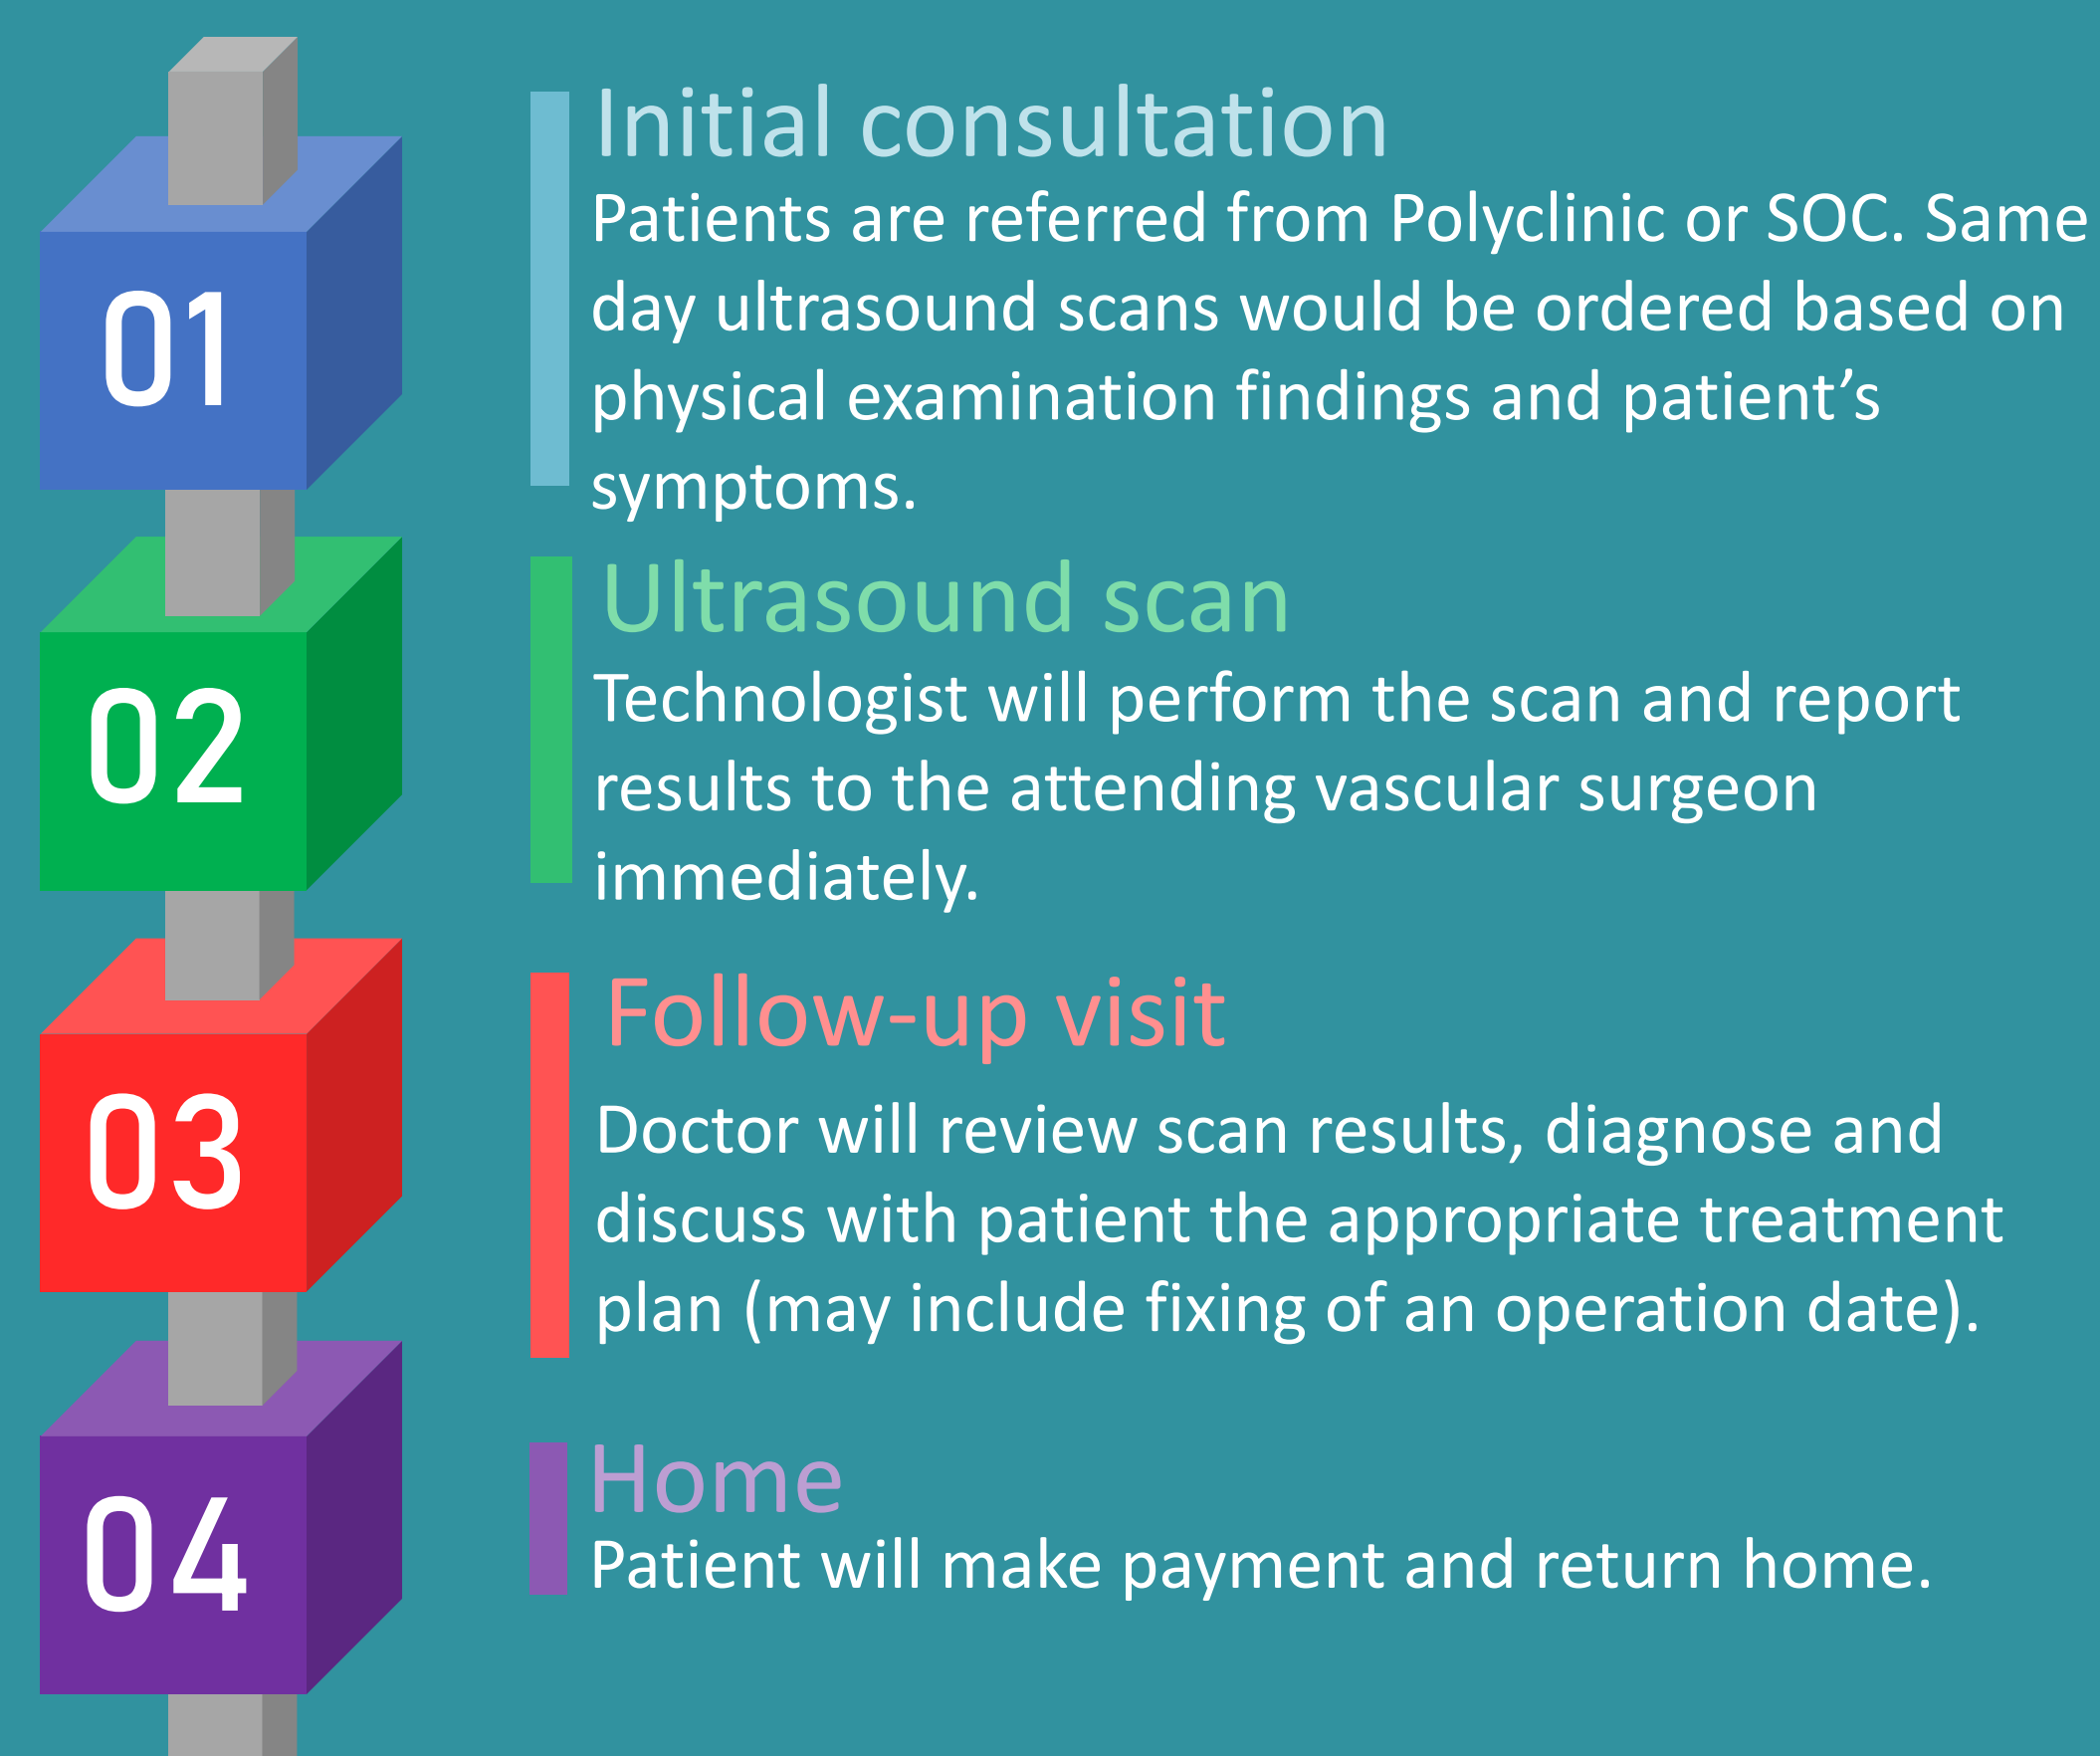 01
Initial consultation
Patients are referred from Polyclinic or SOC. Same
day ultrasound scans would be ordered based on
physical examination findings and patient’s
symptoms.
02
Ultrasound scan
Technologist will perform the scan and report
results to the attending vascular surgeon
immediately.
03
Follow-up visit
Doctor will review scan results, diagnose and
discuss with patient the appropriate treatment
plan (may include fixing of an operation date).
04
Home
Patient will make payment and return home.